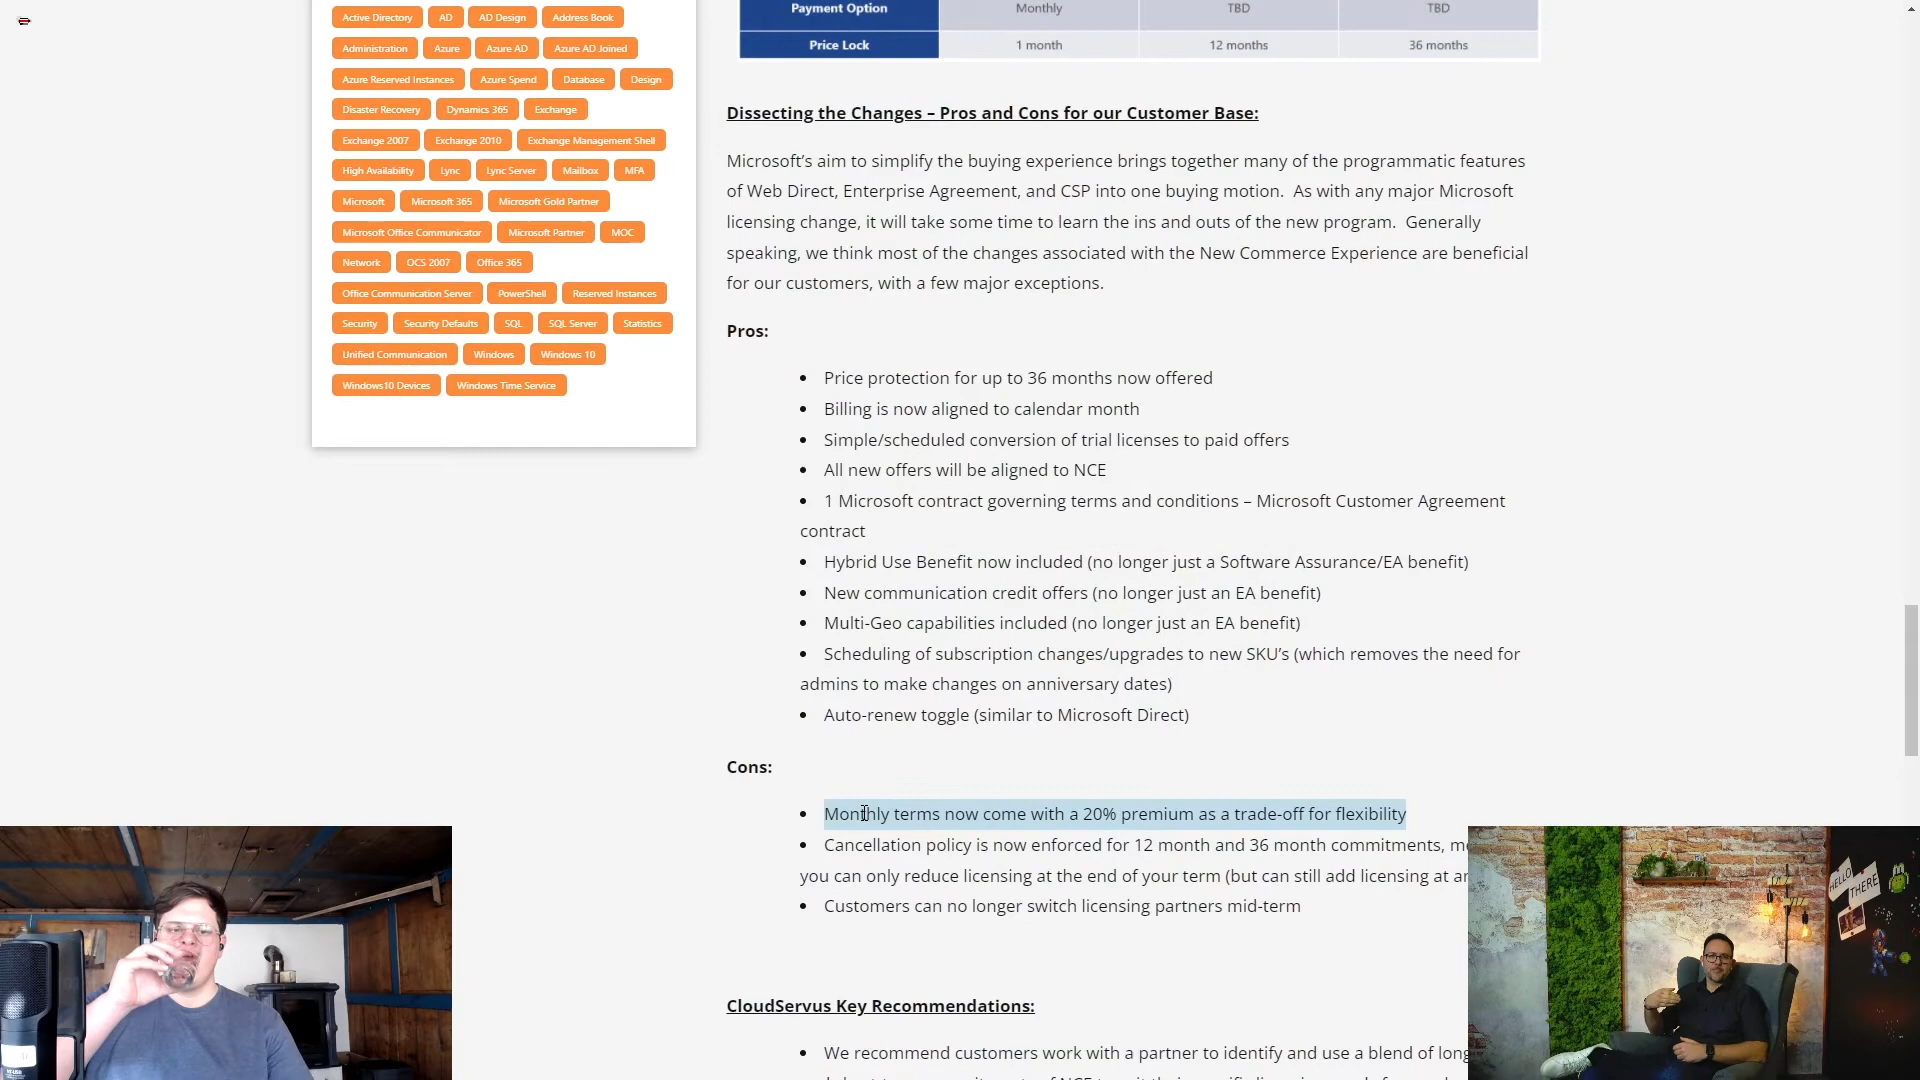 Active Directory AD AD Design Address Book
Administration Azure Azure AD Azure AD Joined
Azure Reserved Instances Azure Spend Database Design
Disaster Recovery Dynamics 365 Exchange
Exchange 2007 Exchange 2010 Exchange Management Shell
High Availability Lync Lync Server Mailbox MFA
Microsoft Microsoft 365 Microsoft Gold Partner
Microsoft Office Communicator Microsoft Partner MOC
Network OCS 2007 Office 365
Office Communication Server PowerShell Reserved Instances
Security Security Defaults SQL SQL Server Statistics
Unified Communication Windows Windows 10
Windows10 Devices Windows Time Service
Payment Option Monthly TBD TBD
Price Lock 1 month 12 months 36 months
Dissecting the Changes – Pros and Cons for our Customer Base:
Microsoft’s aim to simplify the buying experience brings together many of the programmatic features
of Web Direct, Enterprise Agreement, and CSP into one buying motion. As with any major Microsoft
licensing change, it will take some time to learn the ins and outs of the new program. Generally
speaking, we think most of the changes associated with the New Commerce Experience are beneficial
for our customers, with a few major exceptions.
Pros:
• Price protection for up to 36 months now offered
• Billing is now aligned to calendar month
• Simple/scheduled conversion of trial licenses to paid offers
• All new offers will be aligned to NCE
• 1 Microsoft contract governing terms and conditions – Microsoft Customer Agreement
contract
• Hybrid Use Benefit now included (no longer just a Software Assurance/EA benefit)
• New communication credit offers (no longer just an EA benefit)
• Multi-Geo capabilities included (no longer just an EA benefit)
• Scheduling of subscription changes/upgrades to new SKU’s (which removes the need for
admins to make changes on anniversary dates)
• Auto-renew toggle (similar to Microsoft Direct)
Cons:
• Monthly terms now come with a 20% premium as a trade-off for flexibility
• Cancellation policy is now enforced for 12 month and 36 month commitments,
you can only reduce licensing at the end of your term (but can still add licensing at
• Customers can no longer switch licensing partners mid-term
CloudServus Key Recommendations:
• We recommend customers work with a partner to identify and use a blend of
HELLO
THERE